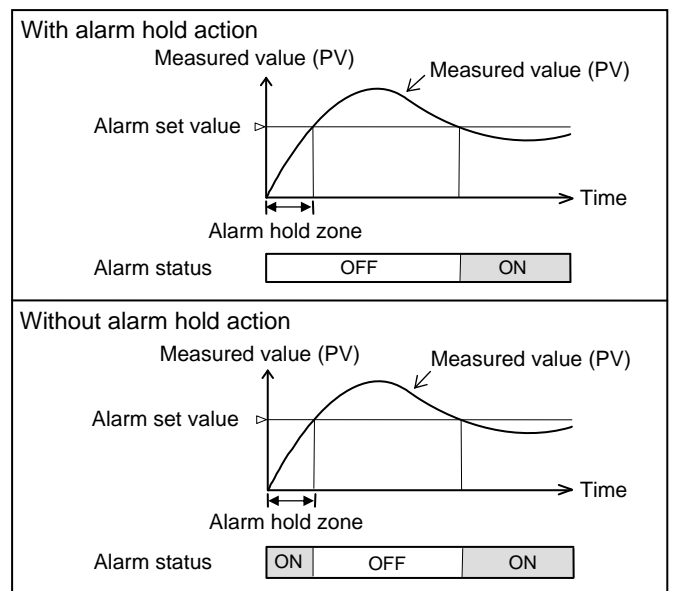 With alarm hold action
Measured value (PV)
Measured value (PV)
Alarm set value
Time
Alarm hold zone
Alarm status OFF ON
Without alarm hold action
Measured value (PV)
Measured value (PV)
Alarm set value
Time
Alarm hold zone
Alarm status ON OFF ON